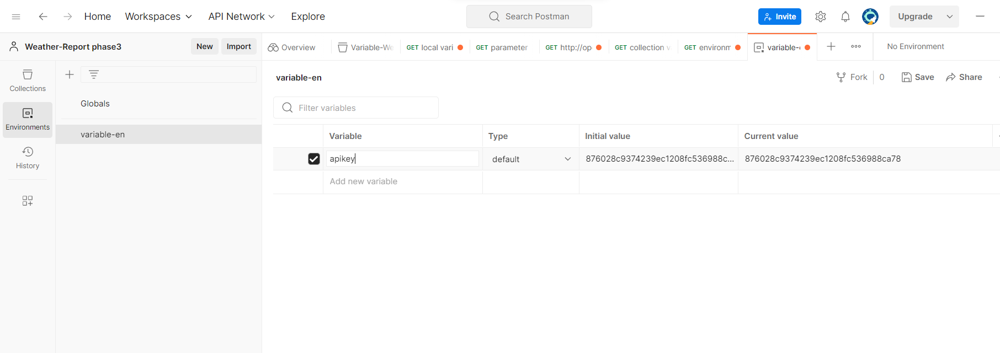 Home Workspaces API Network Explore Search Postman Invite Upgrade
Weather-Report phase3 New Import Overview Variable-We GET local vari GET parameter GET http://op GET collection v GET environm variable-e No Environment
Collections
Environments
History
Globals
variable-en
variable-en Fork 0 Save Share
Filter variables
Variable Type Initial value Current value
apikey default 876028c9374239ec1208fc536988c... 876028c9374239ec1208fc536988ca78
Add new variable